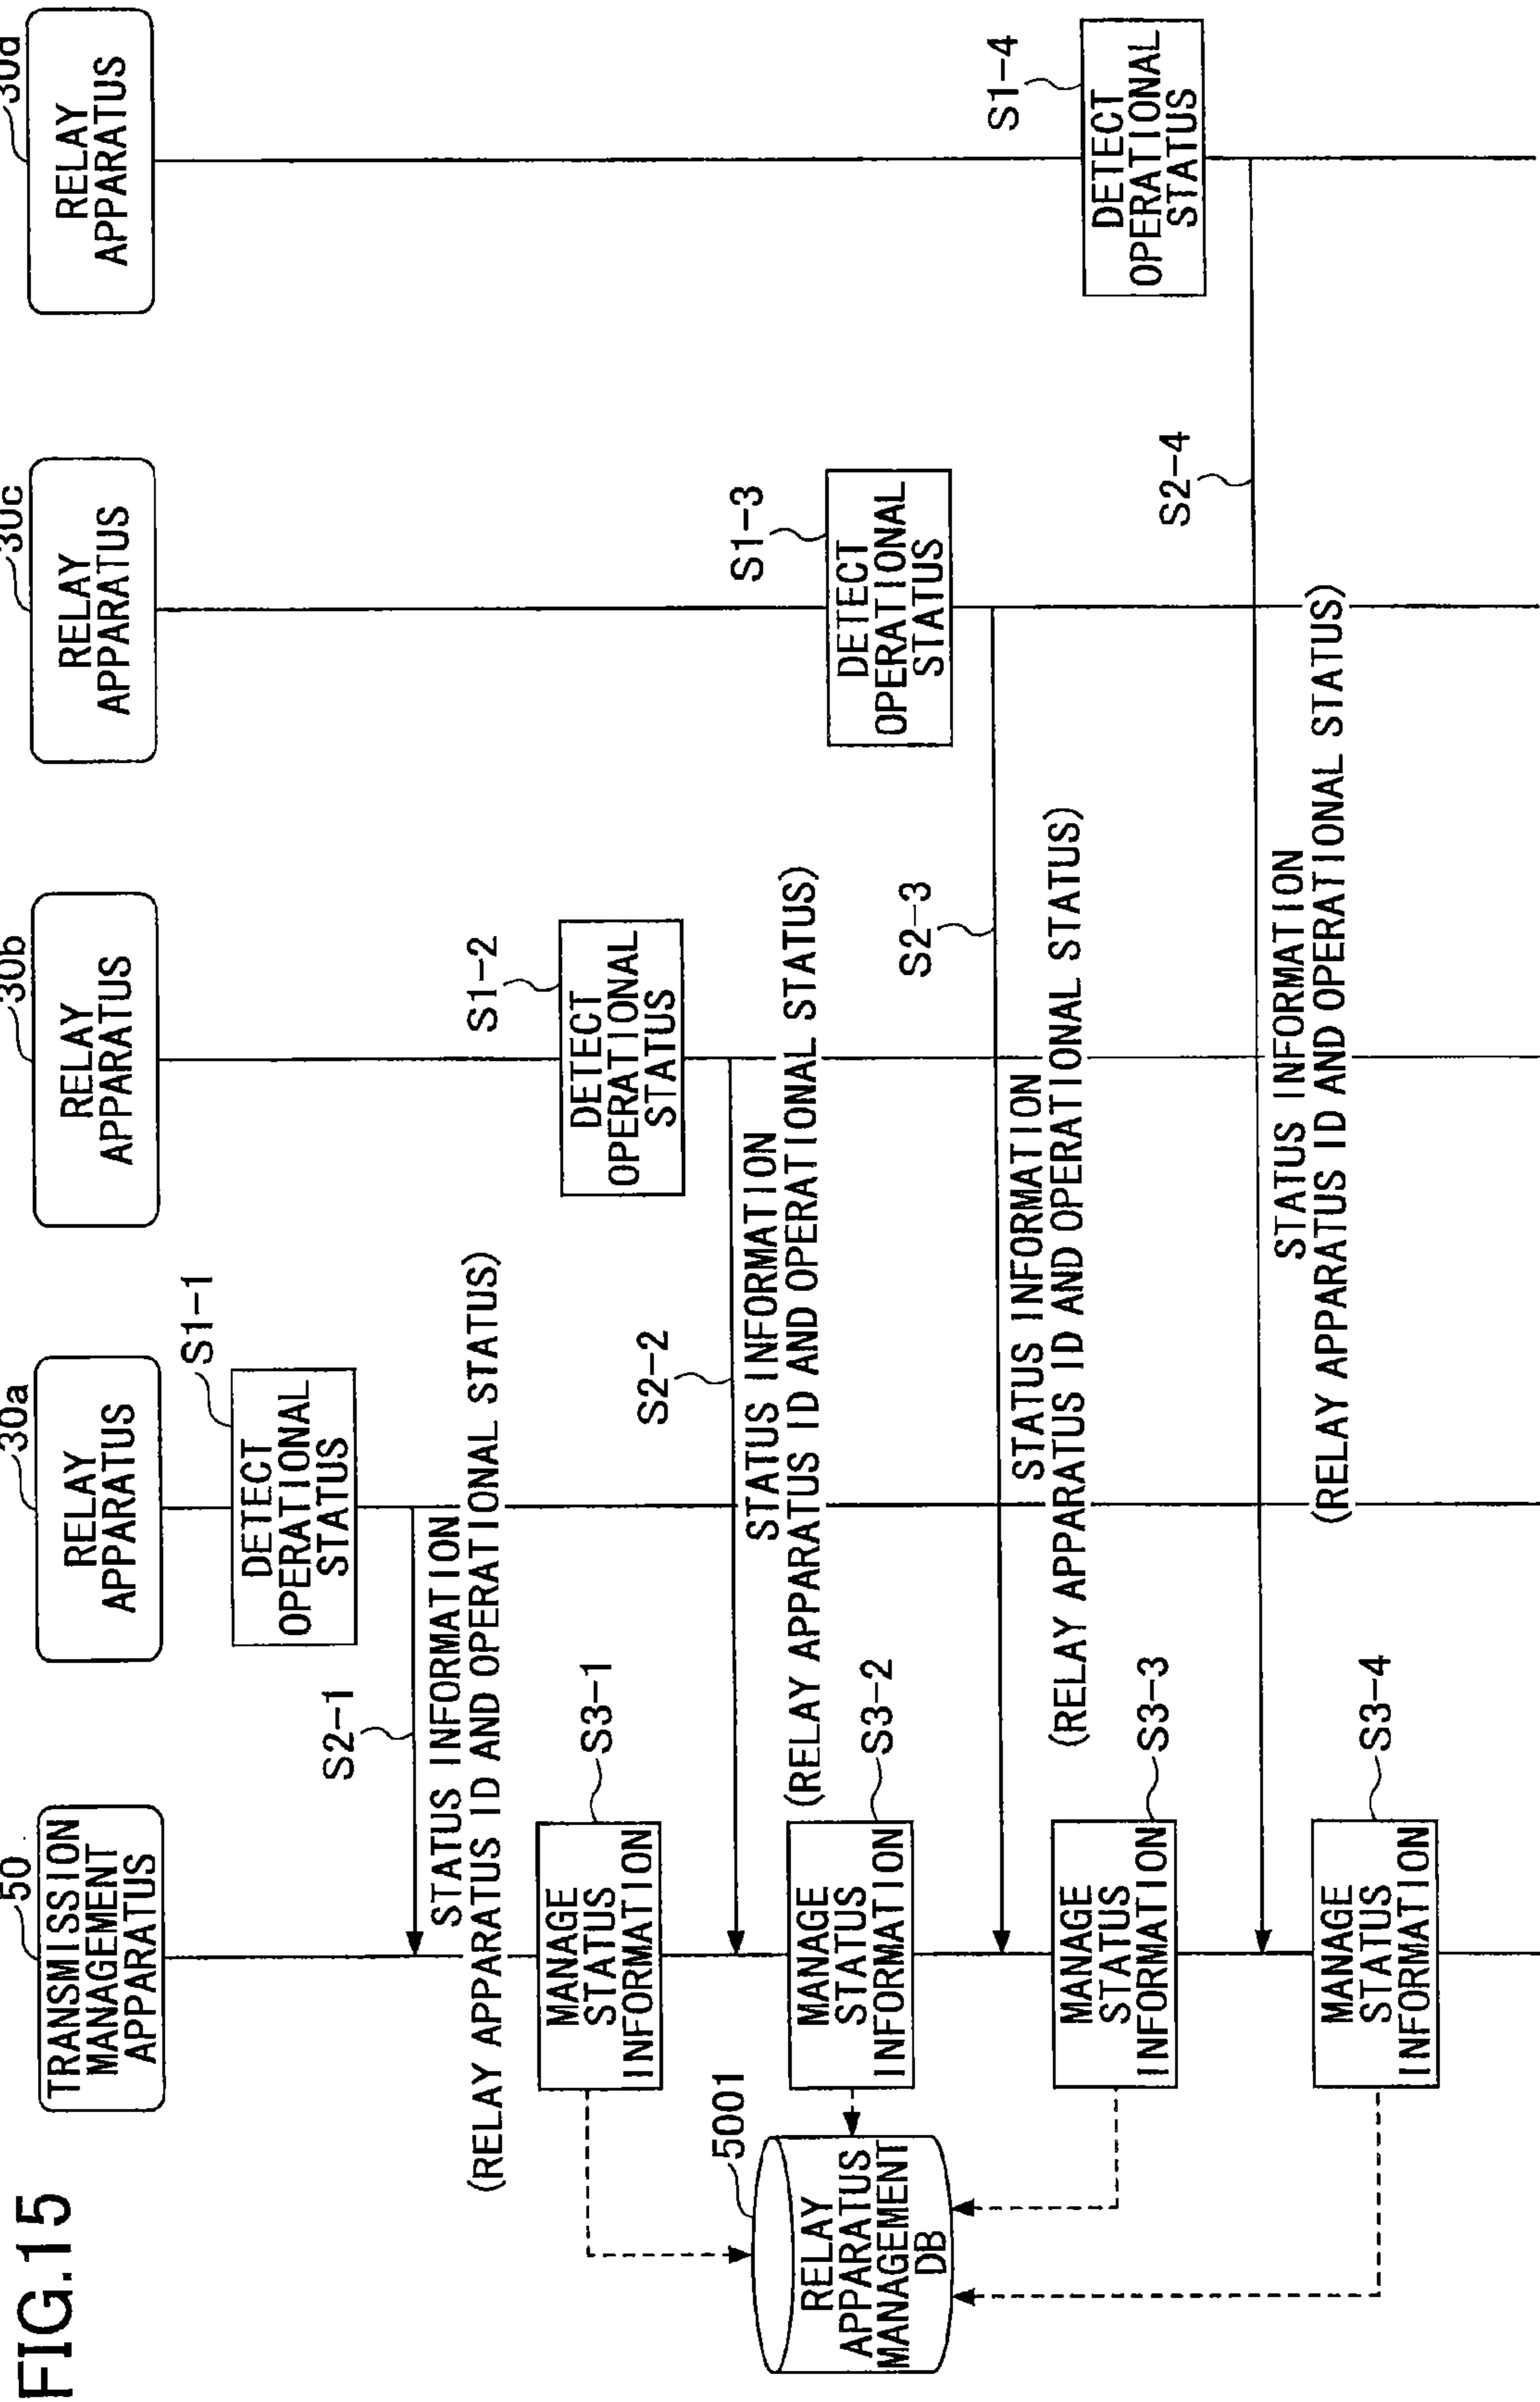 FIG.15
50
TRANSMISSION
MANAGEMENT
APPARATUS
30a
RELAY
APPARATUS
30b
RELAY
APPARATUS
30c
RELAY
APPARATUS
30d
RELAY
APPARATUS
S1-1
DETECT
OPERATIONAL
STATUS
S2-1
STATUS INFORMATION
(RELAY APPARATUS ID AND OPERATIONAL STATUS)
S3-1
MANAGE
STATUS
INFORMATION
S1-2
DETECT
OPERATIONAL
STATUS
S2-2
STATUS INFORMATION
(RELAY APPARATUS ID AND OPERATIONAL STATUS)
5001
RELAY
APPARATUS
MANAGEMENT
DB
S3-2
MANAGE
STATUS
INFORMATION
S1-3
DETECT
OPERATIONAL
STATUS
S2-3
STATUS INFORMATION
(RELAY APPARATUS ID AND OPERATIONAL STATUS)
S3-3
MANAGE
STATUS
INFORMATION
S1-4
DETECT
OPERATIONAL
STATUS
S2-4
STATUS INFORMATION
(RELAY APPARATUS ID AND OPERATIONAL STATUS)
S3-4
MANAGE
STATUS
INFORMATION